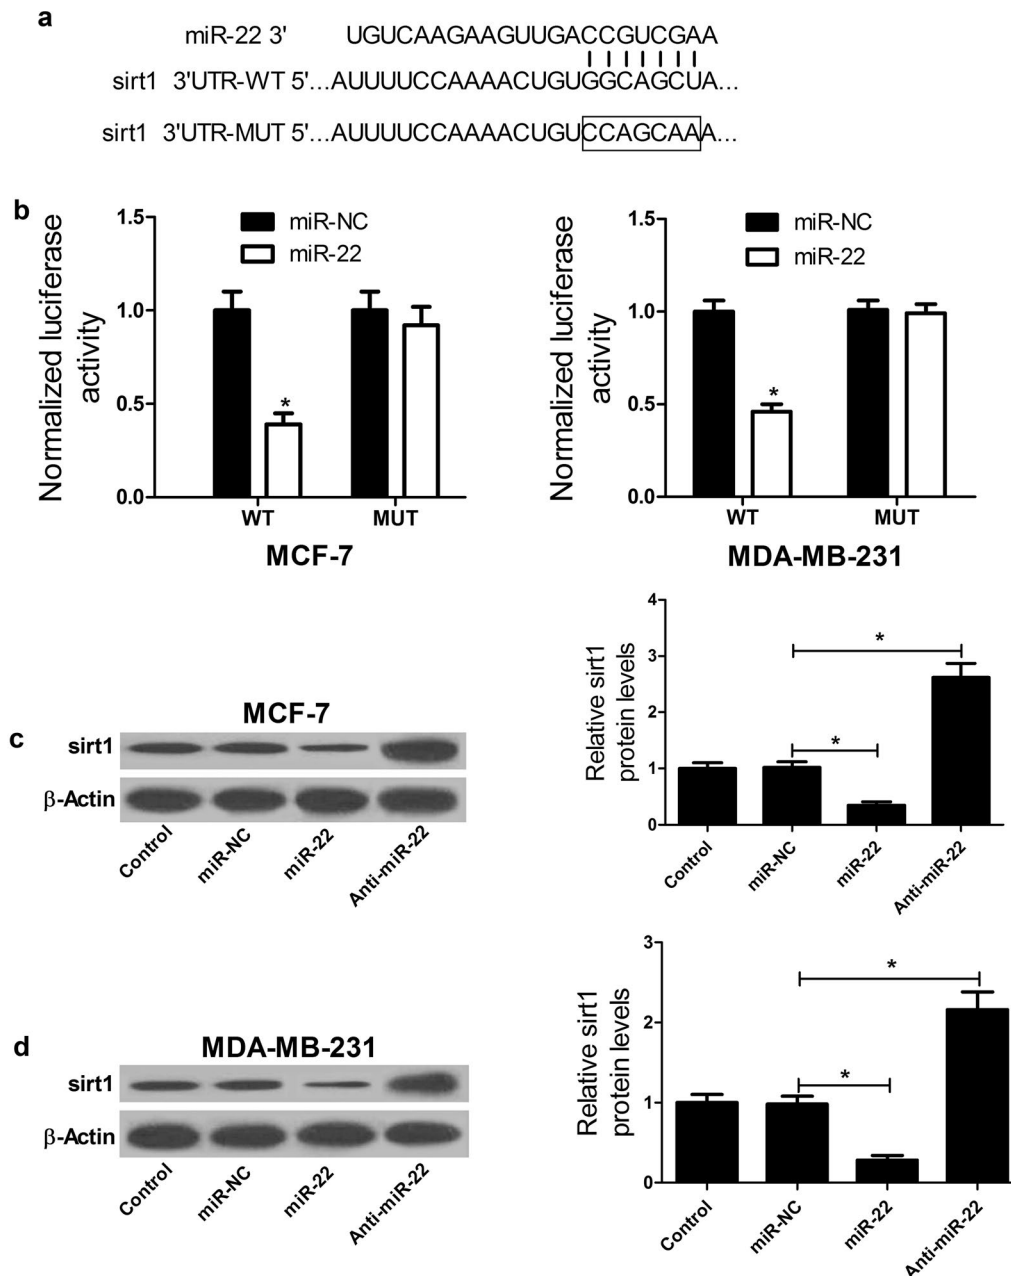 a
miR-22 3' UGUCAAGAAGUUGACCGUCGAA
sirt1 3'UTR-WT 5'...AUUUUCCAAAACUGUGGCAGCUA...
sirt1 3'UTR-MUT 5'...AUUUUCCAAAACUGUCCAGCAAA...
b
Normalized luciferase
activity
1.5
1.0
0.5
0.0
miR-NC
miR-22
*
WT
MUT
MCF-7
Normalized luciferase
activity
1.5
1.0
0.5
0.0
miR-NC
miR-22
*
WT
MUT
MDA-MB-231
c
MCF-7
sirt1
β-Actin
Control
miR-NC
miR-22
Anti-miR-22
Relative sirt1
protein levels
4
3
2
1
0
*
*
Control
miR-NC
miR-22
Anti-miR-22
d
MDA-MB-231
sirt1
β-Actin
Control
miR-NC
miR-22
Anti-miR-22
Relative sirt1
protein levels
3
2
1
0
*
*
Control
miR-NC
miR-22
Anti-miR-22